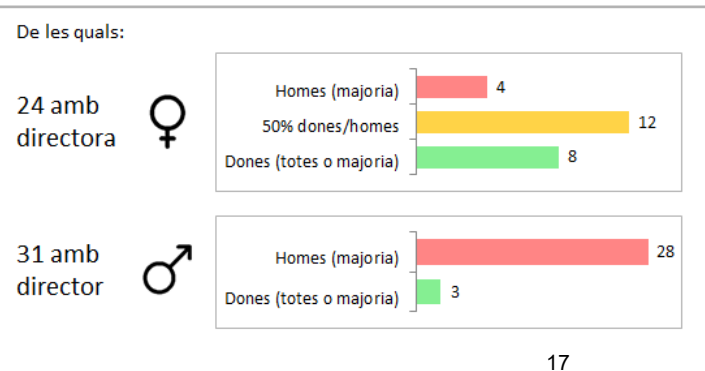 De les quals:
24 amb
directora
Homes (majoria) 4
50% dones/homes 12
Dones (totes o majoria) 8
31 amb
director
Homes (majoria) 28
Dones (totes o majoria) 3
17